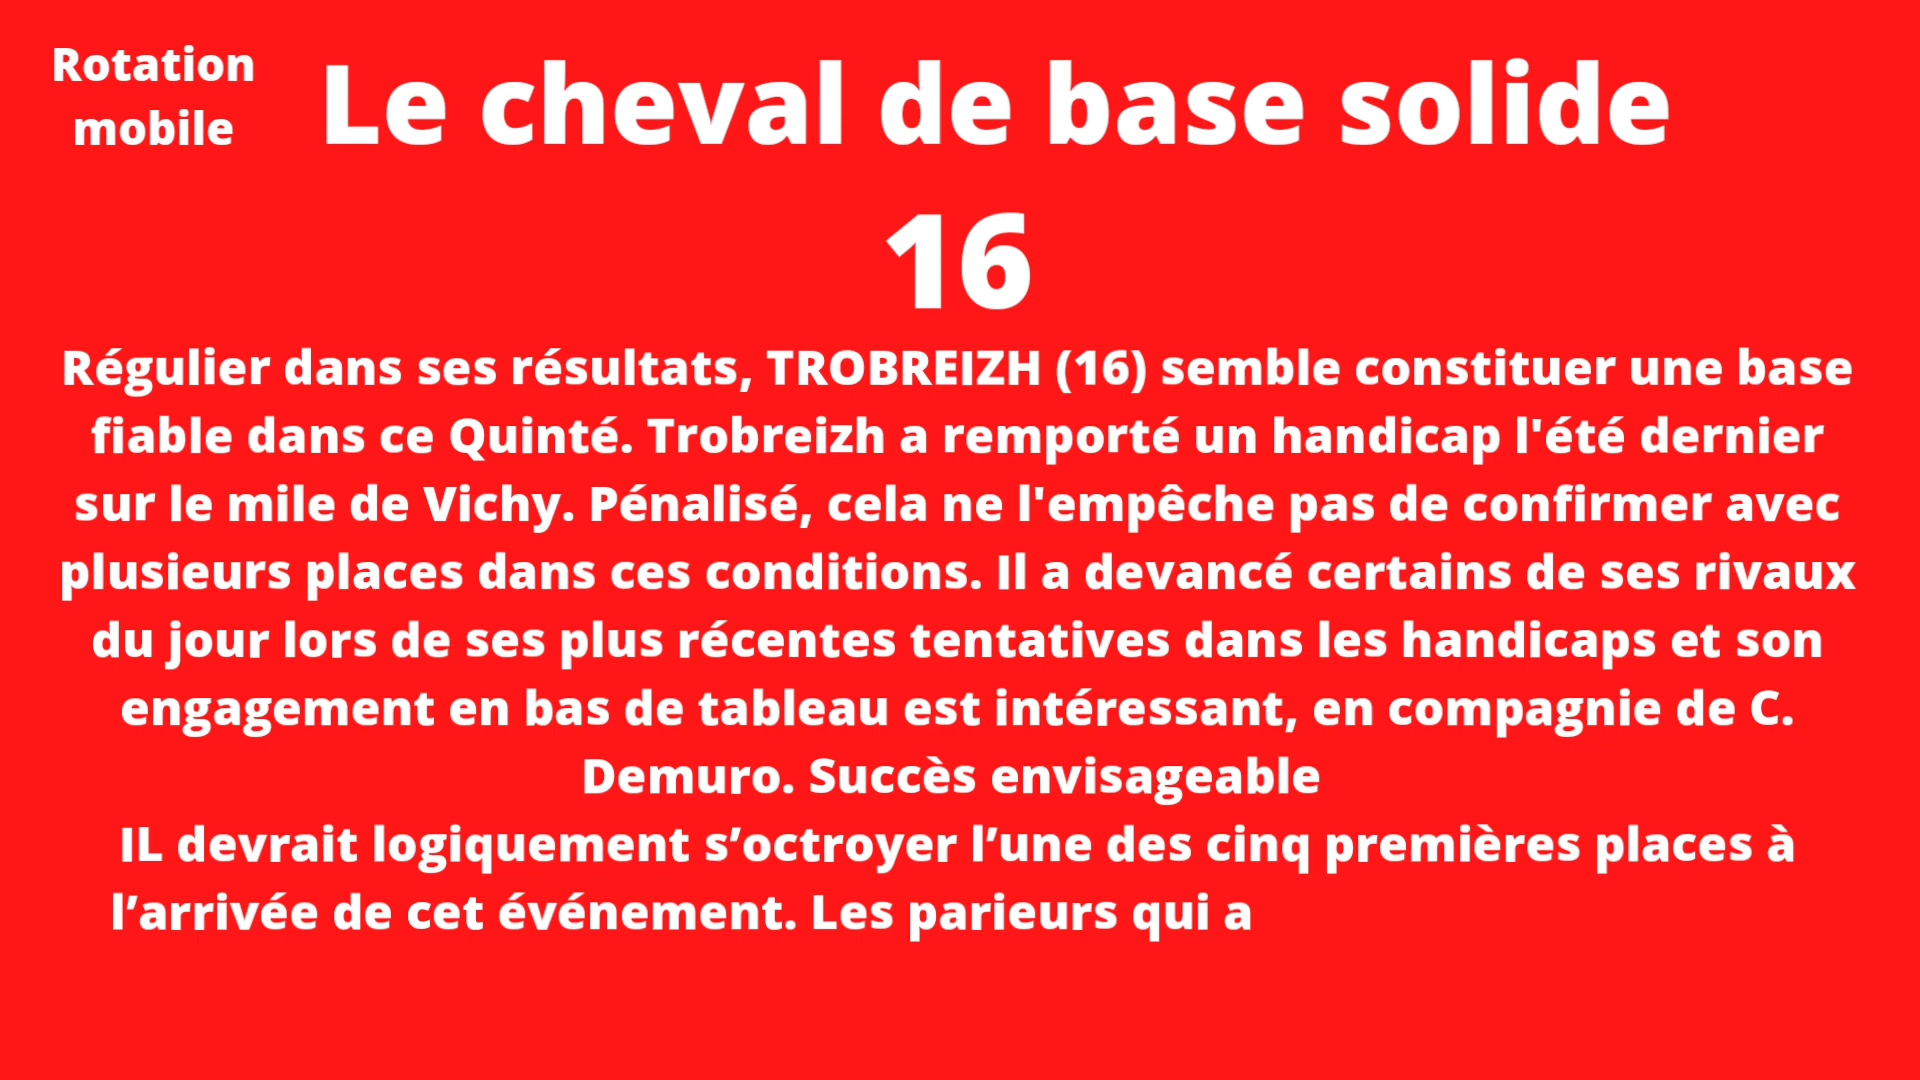 Rotation
mobile
Le cheval de base solide
16
Régulier dans ses résultats, TROBREIZH (16) semble constituer une base
fiable dans ce Quinté. Trobreizh a remporté un handicap l'été dernier
sur le mile de Vichy. Pénalisé, cela ne l'empêche pas de confirmer avec
plusieurs places dans ces conditions. Il a devancé certains de ses rivaux
du jour lors de ses plus récentes tentatives dans les handicaps et son
engagement en bas de tableau est intéressant, en compagnie de C.
Demuro. Succès envisageable
IL devrait logiquement s’octroyer l’une des cinq premières places à
l’arrivée de cet événement. Les parieurs qui a